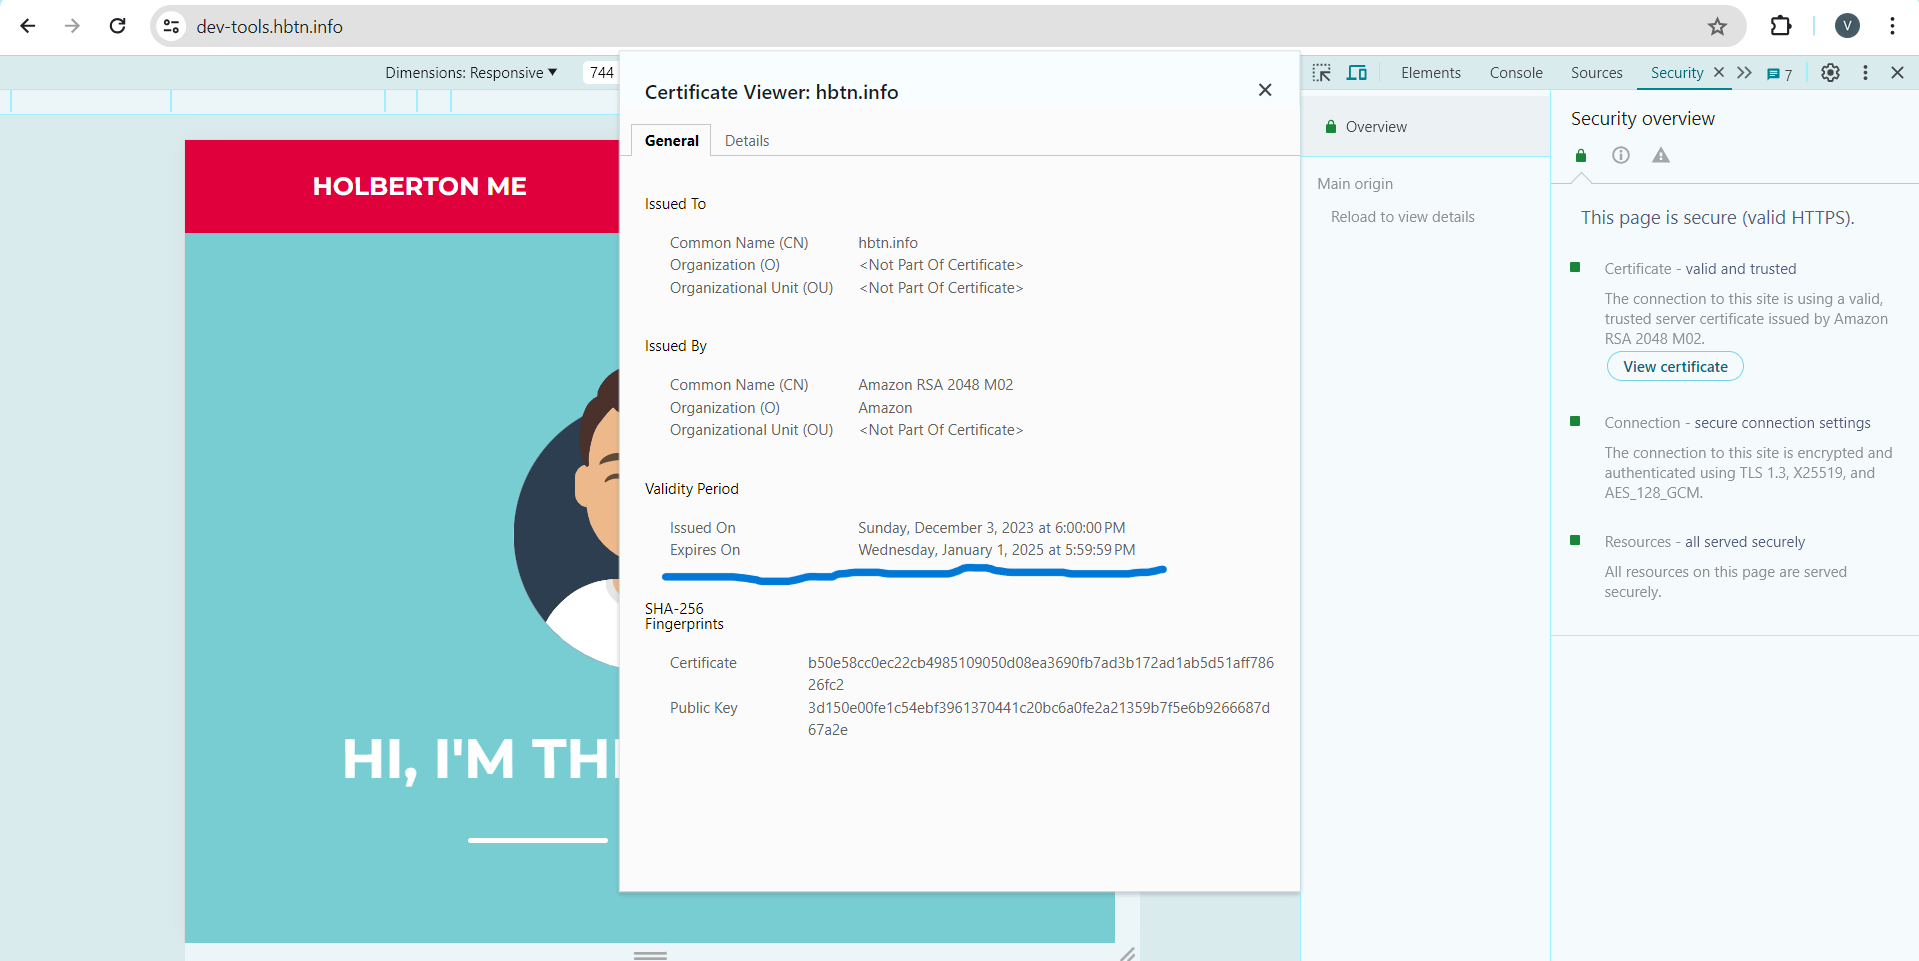 dev-tools.hbtn.info
V
Dimensions: Responsive ▼ 744
HOLBERTON ME
HI, I'M TH
Certificate Viewer: hbtn.info
General Details
Issued To
Common Name (CN) hbtn.info
Organization (O) <Not Part Of Certificate>
Organizational Unit (OU) <Not Part Of Certificate>
Issued By
Common Name (CN) Amazon RSA 2048 M02
Organization (O) Amazon
Organizational Unit (OU) <Not Part Of Certificate>
Validity Period
Issued On Sunday, December 3, 2023 at 6:00:00 PM
Expires On Wednesday, January 1, 2025 at 5:59:59 PM
SHA-256
Fingerprints
Certificate b50e58cc0ec22cb4985109050d08ea3690fb7ad3b172ad1ab5d51aff786
26fc2
Public Key 3d150e00fe1c54ebf3961370441c20bc6a0fe2a21359b7f5e6b9266687d
67a2e
Elements Console Sources Security 7
Overview
Main origin
Reload to view details
Security overview
This page is secure (valid HTTPS).
Certificate - valid and trusted
The connection to this site is using a valid,
trusted server certificate issued by Amazon
RSA 2048 M02.
View certificate
Connection - secure connection settings
The connection to this site is encrypted and
authenticated using TLS 1.3, X25519, and
AES_128_GCM.
Resources - all served securely
All resources on this page are served
securely.